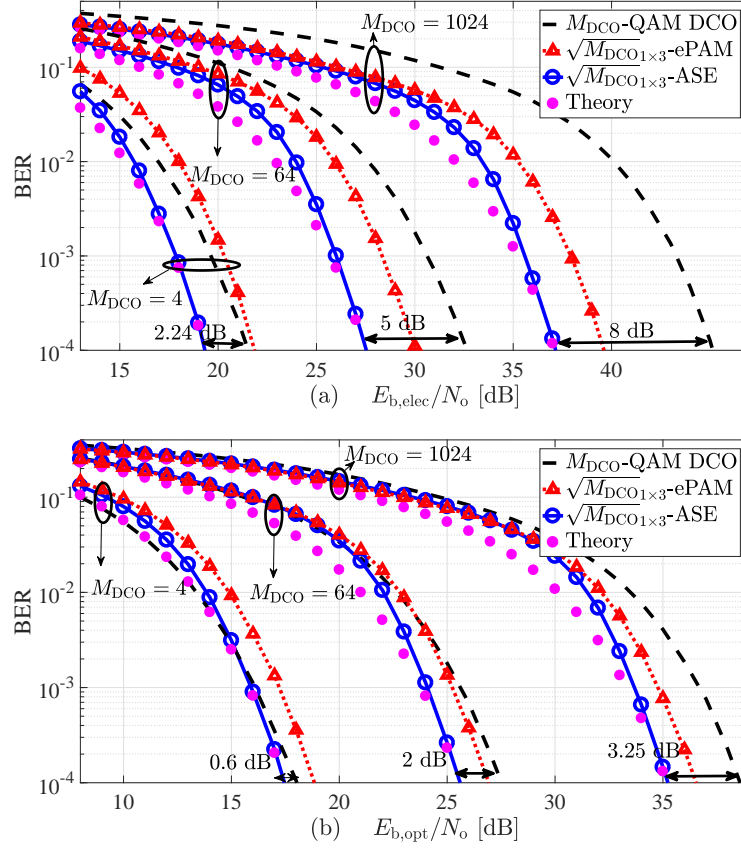 M_DCO = 1024
M_DCO-QAM DCO
√M_DCO 1×3-ePAM
√M_DCO 1×3-ASE
Theory
10^-1
M_DCO = 64
BER
10^-2
10^-3
M_DCO = 4
2.24 dB
5 dB
8 dB
10^-4
15 20 25 30 35 40 45
(a) E_b,elec/N_o [dB]
M_DCO = 1024
M_DCO-QAM DCO
√M_DCO 1×3-ePAM
√M_DCO 1×3-ASE
Theory
10^-1
M_DCO = 4
M_DCO = 64
BER
10^-2
10^-3
0.6 dB
2 dB
3.25 dB
10^-4
10 15 20 25 30 35
(b) E_b,opt/N_o [dB]